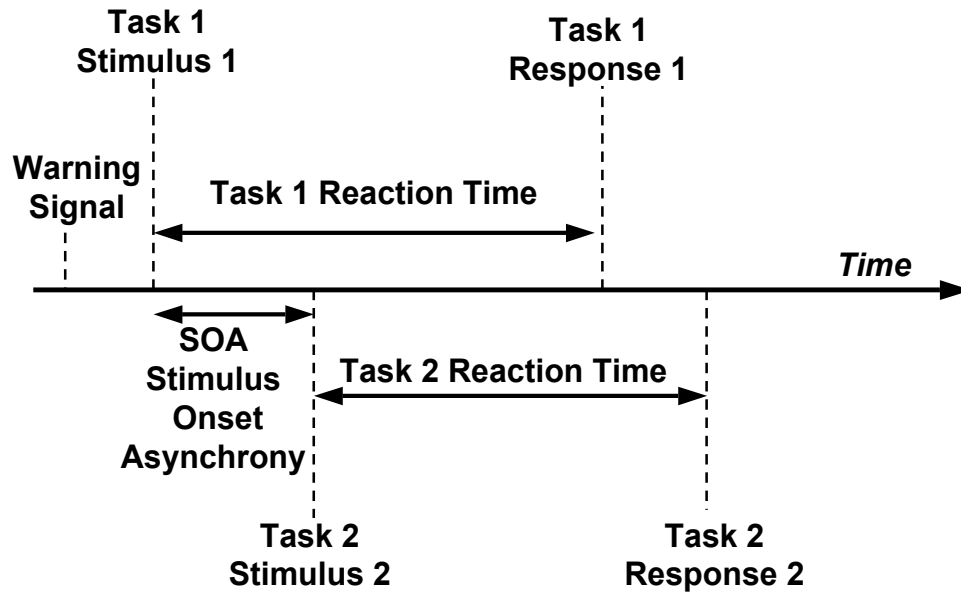 Task 1
Stimulus 1
Task 1
Response 1
Warning
Signal
Task 1 Reaction Time
Time
SOA
Stimulus
Onset
Asynchrony
Task 2 Reaction Time
Task 2
Stimulus 2
Task 2
Response 2